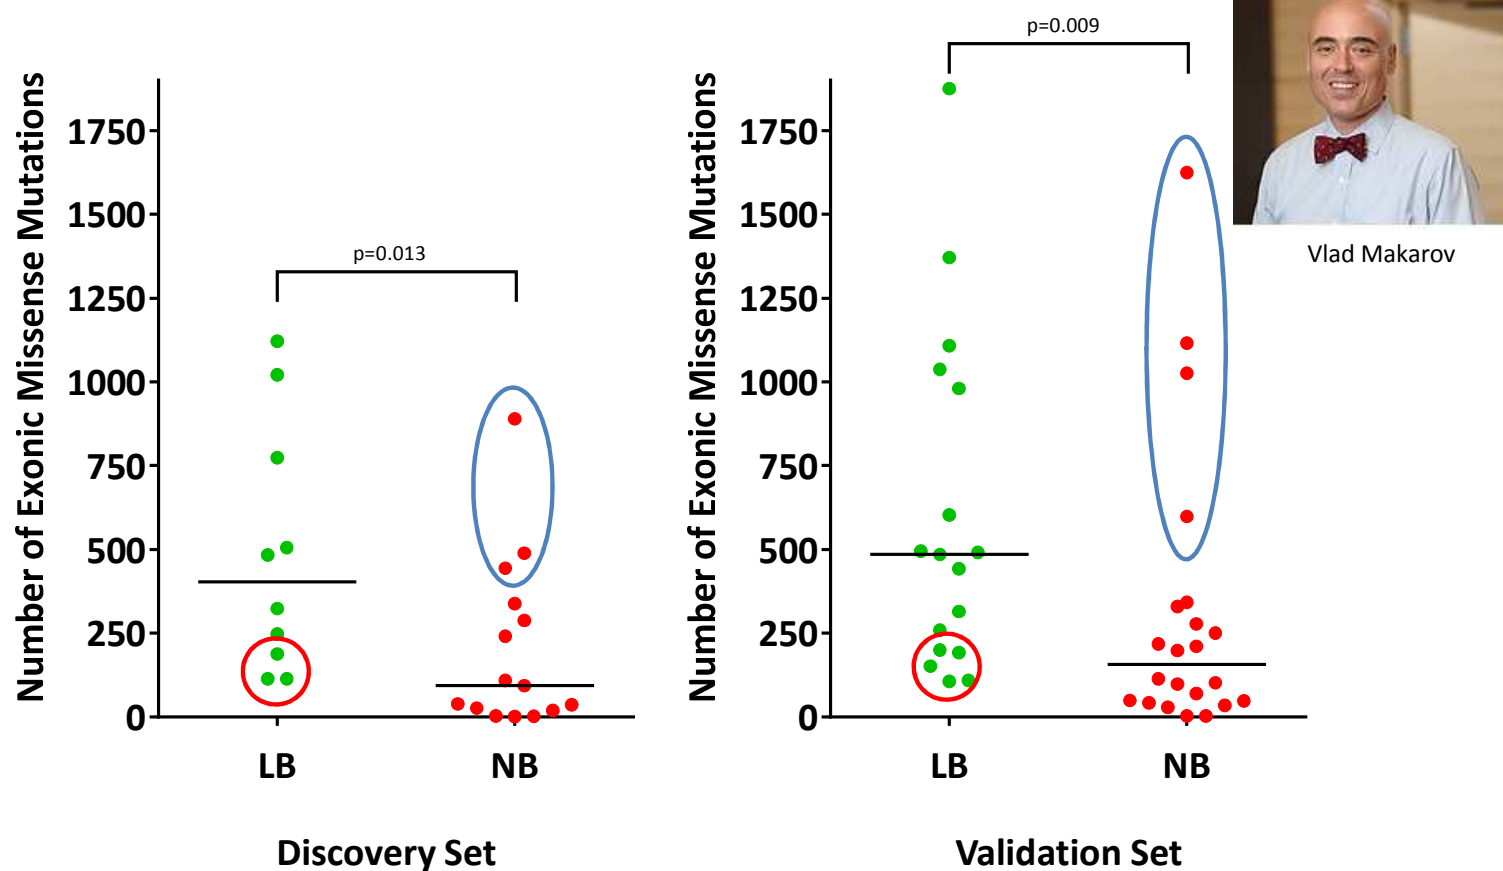 Number of Exonic Missense Mutations
1750
1500
1250
1000
750
500
250
0
p=0.013
LB
NB
Discovery Set
Number of Exonic Missense Mutations
1750
1500
1250
1000
750
500
250
0
p=0.009
LB
NB
Validation Set
Vlad Makarov